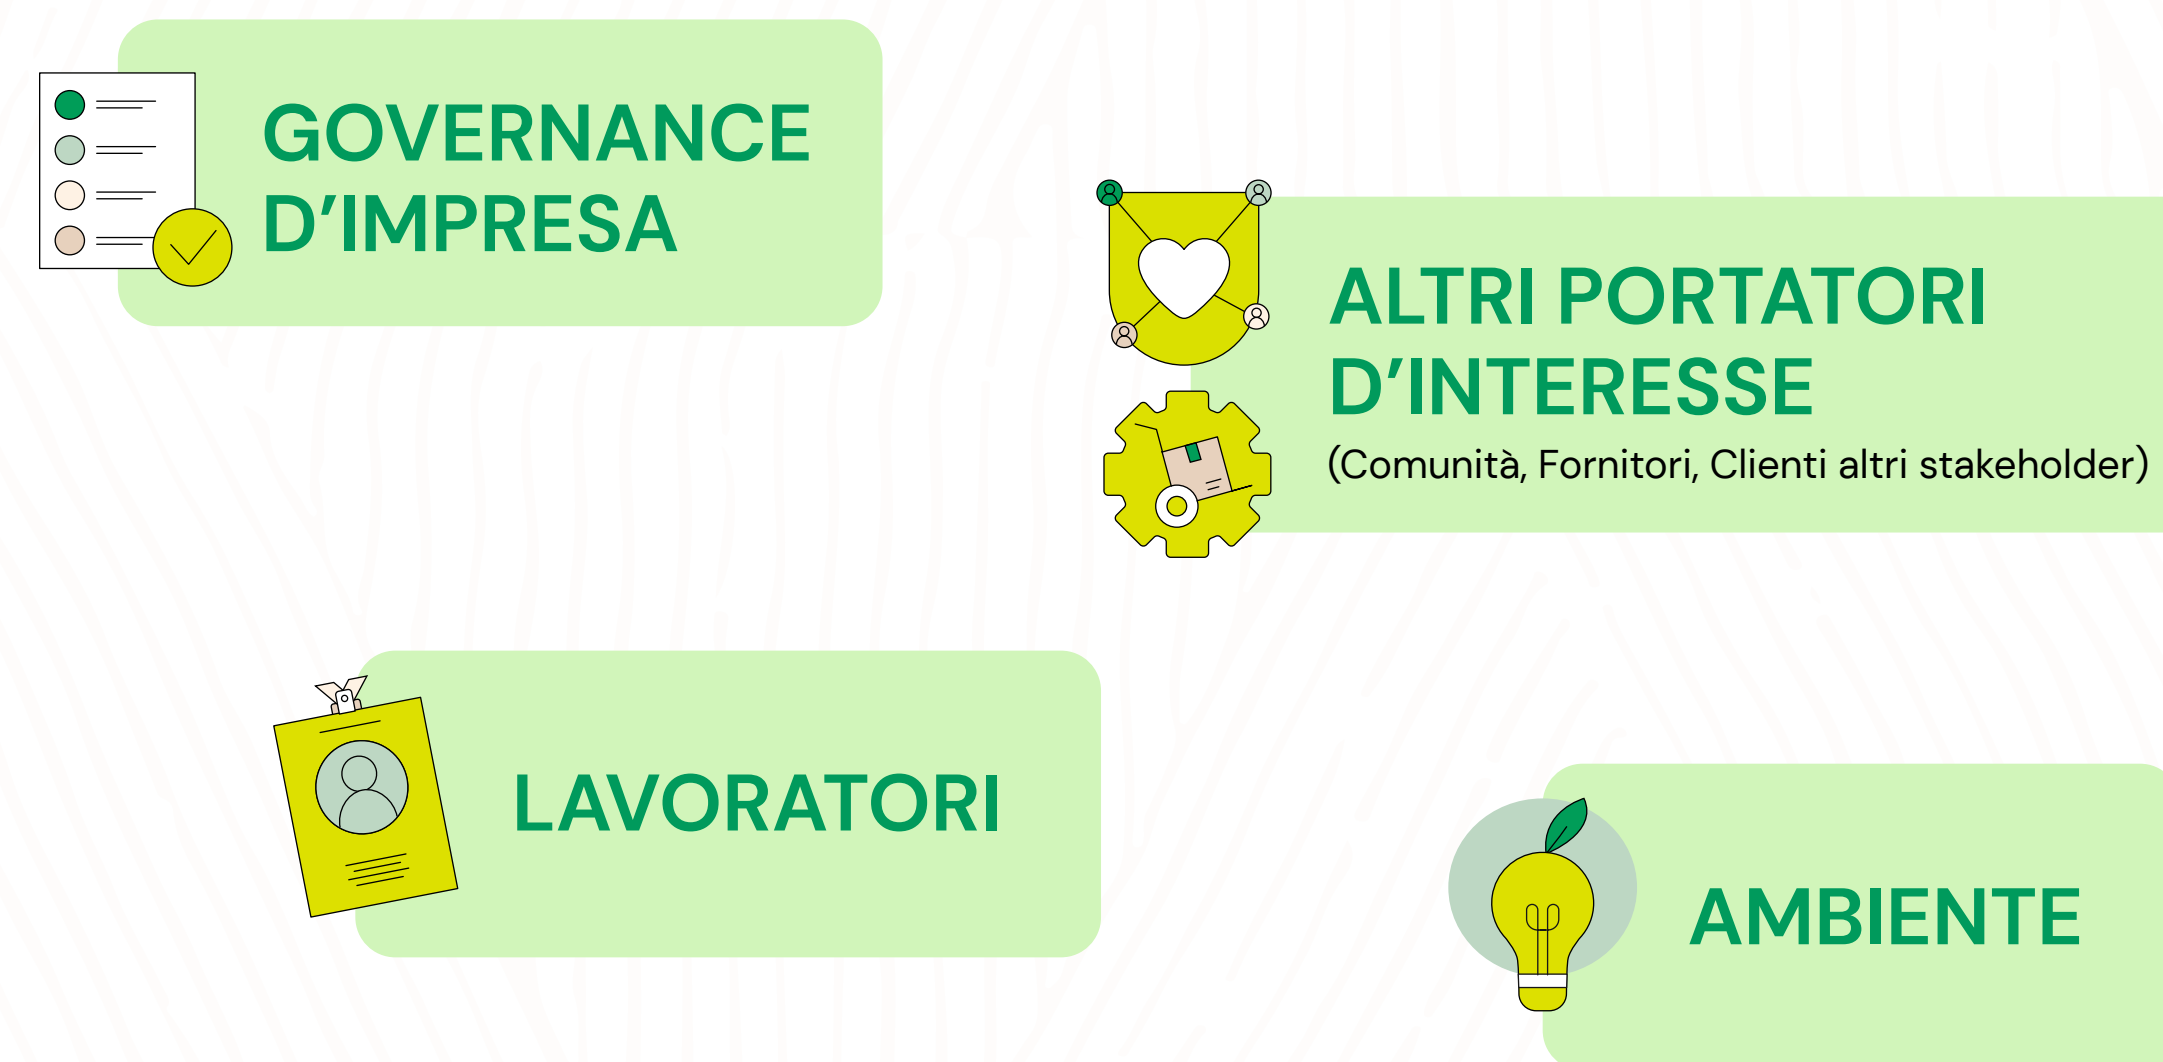 GOVERNANCE
D’IMPRESA
ALTRI PORTATORI
D’INTERESSE
(Comunità, Fornitori, Clienti altri stakeholder)
LAVORATORI
AMBIENTE